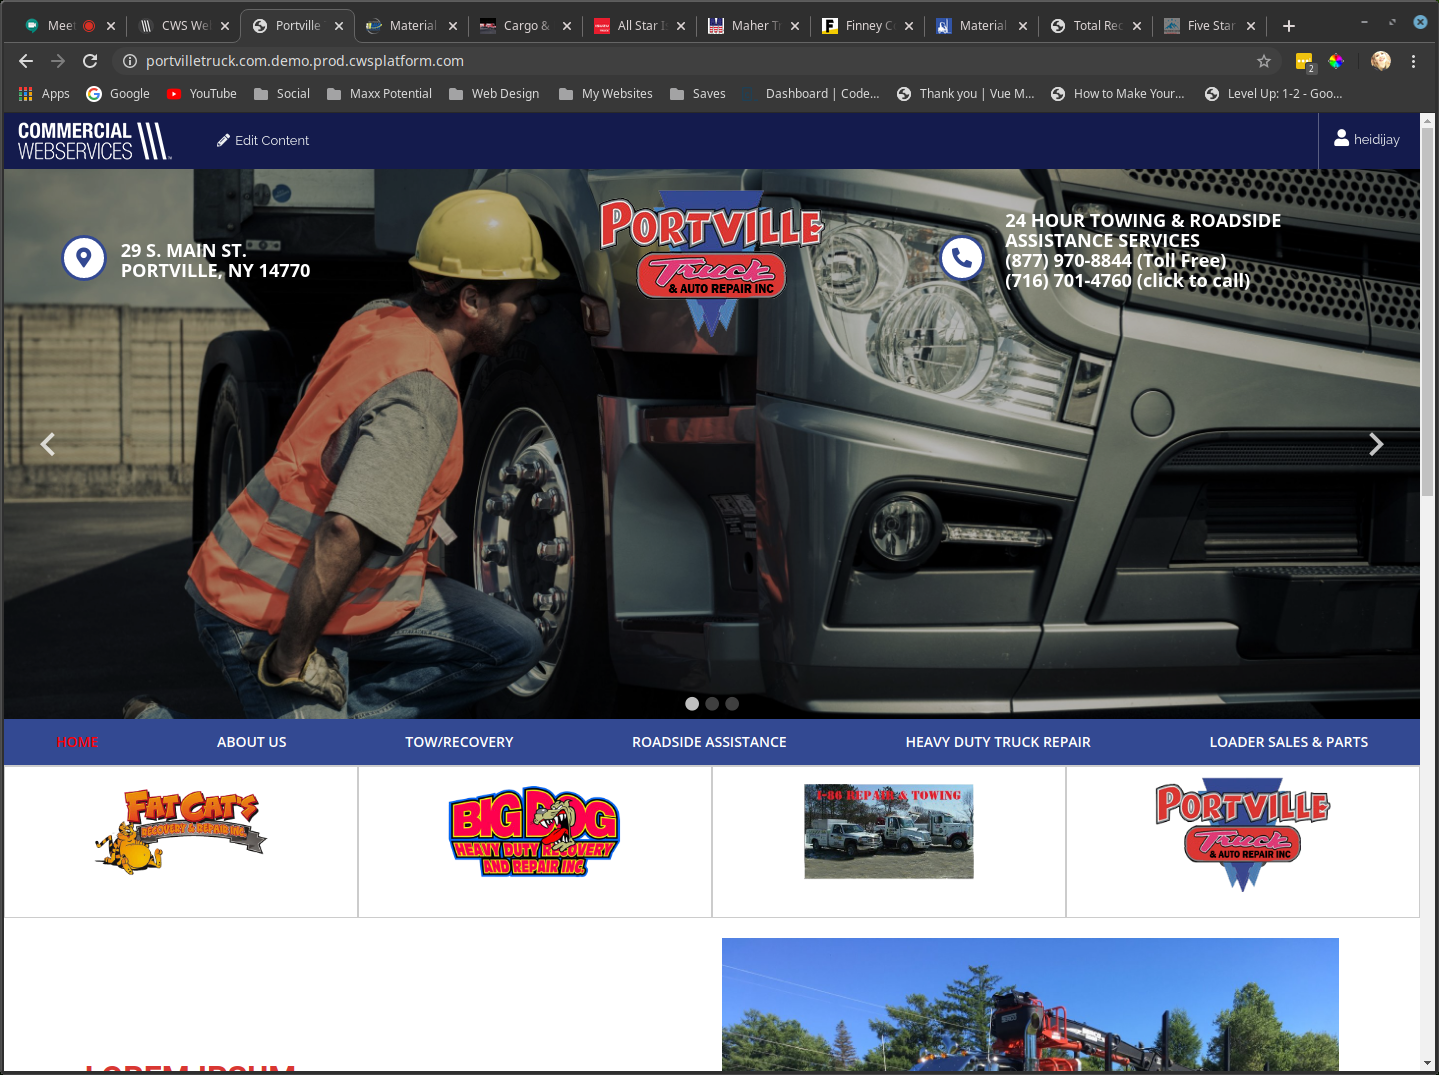 Meet
CWS We
Portville
Material
Cargo &
All Star I
Maher T
Finney C
Material
Total Rec
Five Star
portvilletruck.com.demo.prod.cwsplatform.com
2
Apps
Google
YouTube
Social
Maxx Potential
Web Design
My Websites
Saves
Dashboard | Code...
Thank you | Vue M...
How to Make Your...
Level Up: 1-2 - Goo...
COMMERCIAL
WEBSERVICES
Edit Content
heidijay
29 S. MAIN ST.
PORTVILLE, NY 14770
PORTVILLE
Truck
& AUTO REPAIR INC
24 HOUR TOWING & ROADSIDE
ASSISTANCE SERVICES
(877) 970-8844 (Toll Free)
(716) 701-4760 (click to call)
HOME
ABOUT US
TOW/RECOVERY
ROADSIDE ASSISTANCE
HEAVY DUTY TRUCK REPAIR
LOADER SALES & PARTS
FAT CAT'S
RECOVERY & REPAIR INC.
BIG DOG
HEAVY DUTY RECOVERY
AND REPAIR INC.
I-86 REPAIR & TOWING
PORTVILLE
Truck
& AUTO REPAIR INC
LOREM IPSUM